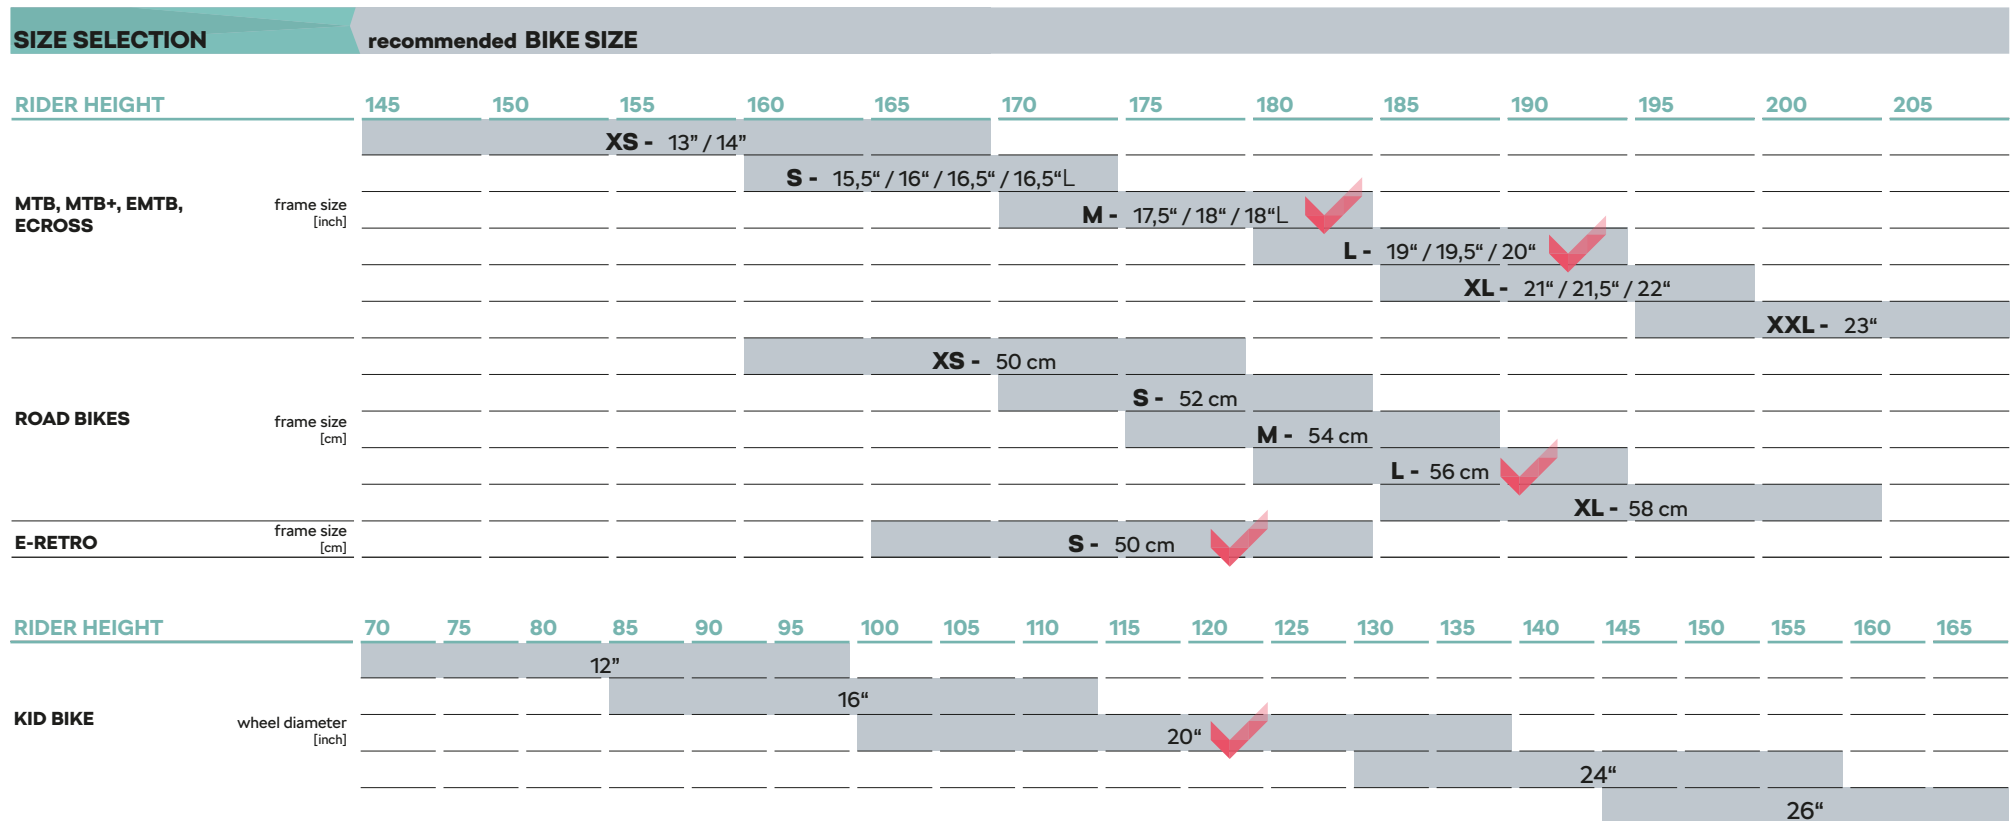 SIZE SELECTION recommended BIKE SIZE
RIDER HEIGHT 145 150 155 160 165 170 175 180 185 190 195 200 205
XS - 13” / 14”
S - 15,5“ / 16“ / 16,5“ / 16,5“L
MTB, MTB+, EMTB, frame size
ECROSS [inch]
M - 17,5“ / 18“ / 18“L
L - 19“ / 19,5“ / 20“
XL - 21“ / 21,5“ / 22“
XXL - 23“
XS - 50 cm
S - 52 cm
ROAD BIKES frame size
[cm]
M - 54 cm
L - 56 cm
XL - 58 cm
E-RETRO frame size
[cm]
S - 50 cm
RIDER HEIGHT 70 75 80 85 90 95 100 105 110 115 120 125 130 135 140 145 150 155 160 165
12”
16“
KID BIKE wheel diameter
[inch]
20“
24“
26“